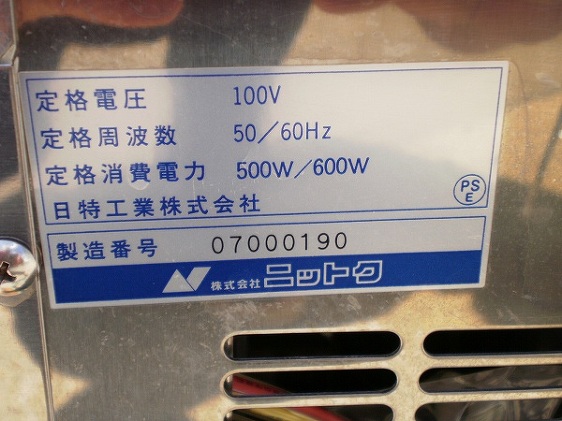 定格電圧 100V
定格周波数 50／60Hz
定格消費電力 500W／600W
日特工業株式会社
PS
E
製造番号 07000190
株式会社 ニットク